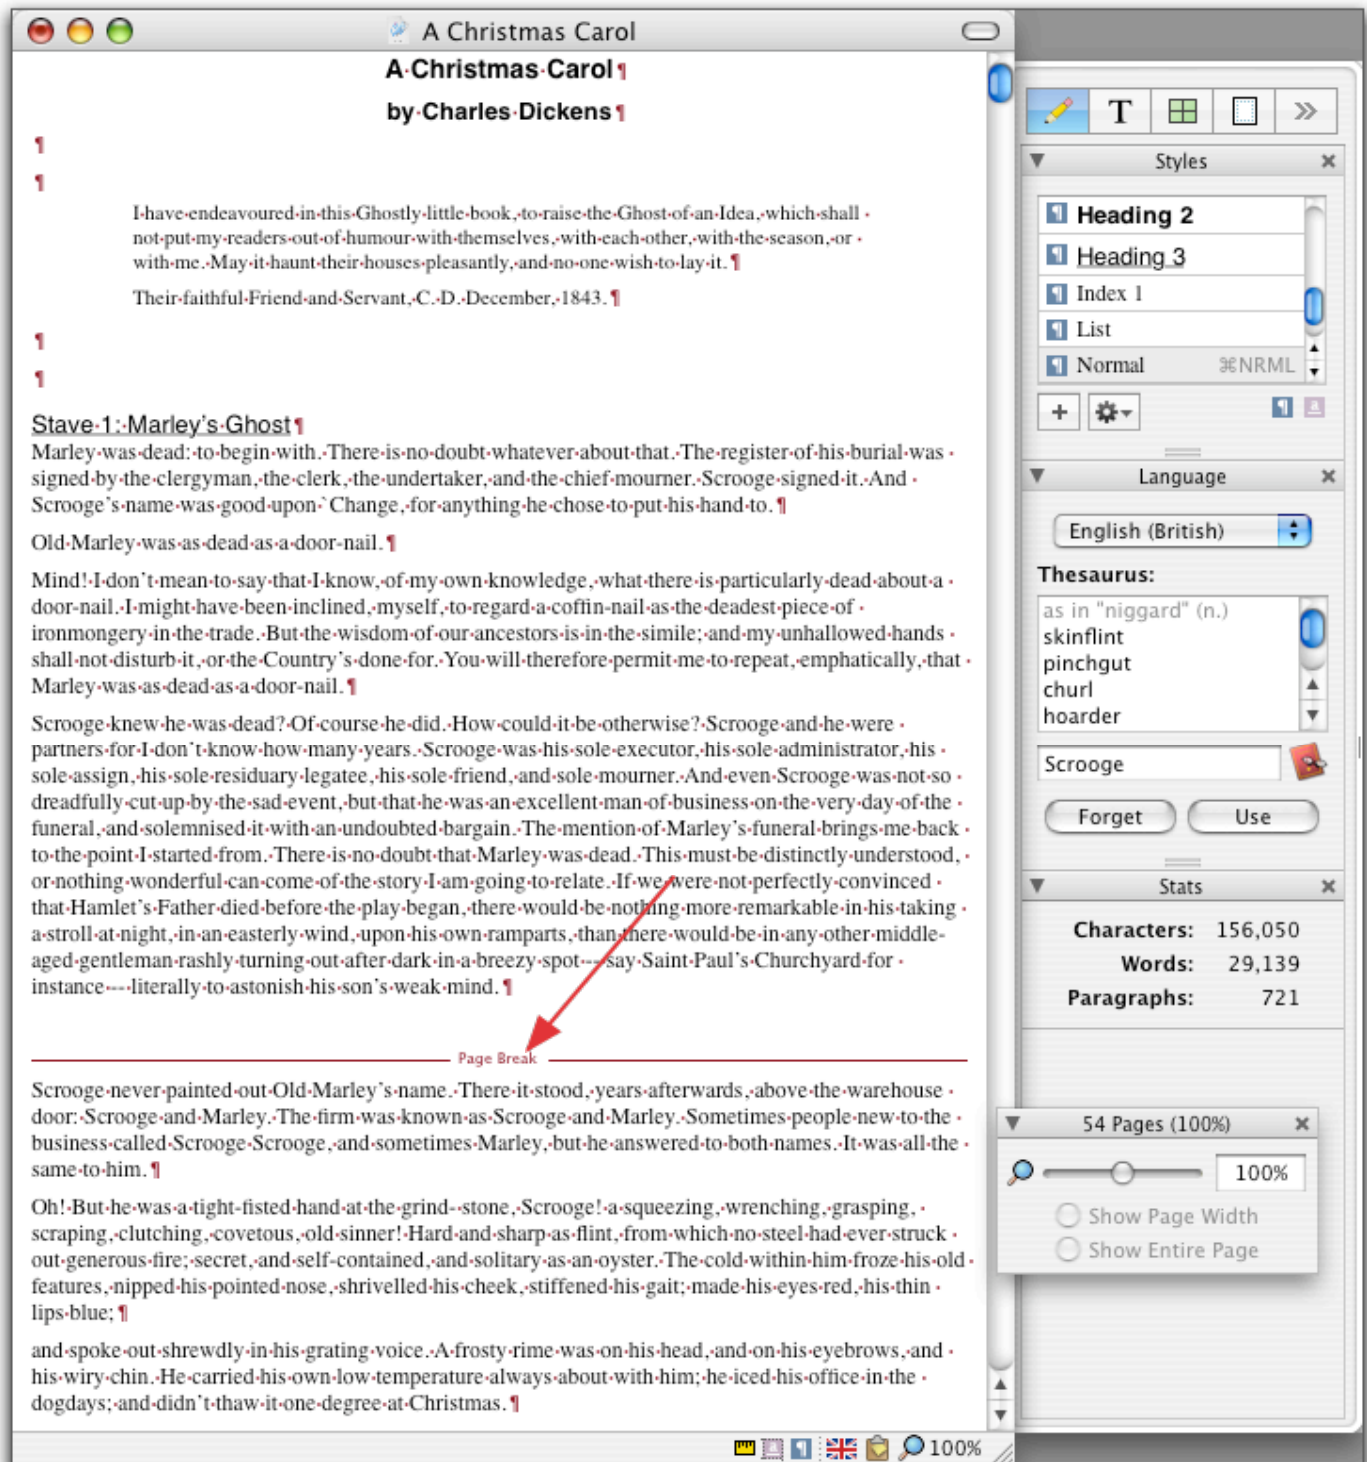 A Christmas Carol
A·Christmas·Carol¶
by·Charles·Dickens¶
¶
¶
I·have·endeavoured·in·this·Ghostly·little·book,·to·raise·the·Ghost·of·an·Idea,·which·shall·
not·put·my·readers·out·of·humour·with·themselves,·with·each·other,·with·the·season,·or·
with·me.·May·it·haunt·their·houses·pleasantly,·and·no·one·wish·to·lay·it.¶
Their·faithful·Friend·and·Servant,·C.·D.·December,·1843.¶
¶
¶
Stave·1:·Marley's·Ghost¶
Marley·was·dead:·to·begin·with.·There·is·no·doubt·whatever·about·that.·The·register·of·his·burial·was·
signed·by·the·clergyman,·the·clerk,·the·undertaker,·and·the·chief·mourner.·Scrooge·signed·it.·And·
Scrooge's·name·was·good·upon·`Change,·for·anything·he·chose·to·put·his·hand·to.¶
Old·Marley·was·as·dead·as·a·door-nail.¶
Mind!·I·don't·mean·to·say·that·I·know,·of·my·own·knowledge,·what·there·is·particularly·dead·about·a·
door-nail.·I·might·have·been·inclined,·myself,·to·regard·a·coffin-nail·as·the·deadest·piece·of·
ironmongery·in·the·trade.·But·the·wisdom·of·our·ancestors·is·in·the·simile;·and·my·unhallowed·hands·
shall·not·disturb·it,·or·the·Country's·done·for.·You·will·therefore·permit·me·to·repeat,·emphatically,·that·
Marley·was·as·dead·as·a·door-nail.¶
Scrooge·knew·he·was·dead?·Of·course·he·did.·How·could·it·be·otherwise?·Scrooge·and·he·were·
partners·for·I·don't·know·how·many·years.·Scrooge·was·his·sole·executor,·his·sole·administrator,·his·
sole·assign,·his·sole·residuary·legatee,·his·sole·friend,·and·sole·mourner.·And·even·Scrooge·was·not·so·
dreadfully·cut·up·by·the·sad·event,·but·that·he·was·an·excellent·man·of·business·on·the·very·day·of·the·
funeral,·and·solemnised·it·with·an·undoubted·bargain.·The·mention·of·Marley's·funeral·brings·me·back·
to·the·point·I·started·from.·There·is·no·doubt·that·Marley·was·dead.·This·must·be·distinctly·understood,·
or·nothing·wonderful·can·come·of·the·story·I·am·going·to·relate.·If·we·were·not·perfectly·convinced·
that·Hamlet's·Father·died·before·the·play·began,·there·would·be·nothing·more·remarkable·in·his·taking·
a·stroll·at·night,·in·an·easterly·wind,·upon·his·own·ramparts,·than·there·would·be·in·any·other·middle-
aged·gentleman·rashly·turning·out·after·dark·in·a·breezy·spot·--·say·Saint·Paul's·Churchyard·for·
instance·--·literally·to·astonish·his·son's·weak·mind.¶
Page Break
Scrooge·never·painted·out·Old·Marley's·name.·There·it·stood,·years·afterwards,·above·the·warehouse·
door:·Scrooge·and·Marley.·The·firm·was·known·as·Scrooge·and·Marley.·Sometimes·people·new·to·the·
business·called·Scrooge·Scrooge,·and·sometimes·Marley,·but·he·answered·to·both·names.·It·was·all·the·
same·to·him.¶
Oh!·But·he·was·a·tight-fisted·hand·at·the·grind-·stone,·Scrooge!·a·squeezing,·wrenching,·grasping,·
scraping,·clutching,·covetous,·old·sinner!·Hard·and·sharp·as·flint,·from·which·no·steel·had·ever·struck·
out·generous·fire;·secret,·and·self-contained,·and·solitary·as·an·oyster.·The·cold·within·him·froze·his·old·
features,·nipped·his·pointed·nose,·shrivelled·his·cheek,·stiffened·his·gait;·made·his·eyes·red,·his·thin·
lips·blue;¶
and·spoke·out·shrewdly·in·his·grating·voice.·A·frosty·rime·was·on·his·head,·and·on·his·eyebrows,·and·
his·wiry·chin.·He·carried·his·own·low·temperature·always·about·with·him;·he·iced·his·office·in·the·
dogdays;·and·didn't·thaw·it·one·degree·at·Christmas.¶
100%
T
Styles
Heading 2
Heading 3
Index 1
List
Normal ⌘NRML
Language
English (British)
Thesaurus:
as in "niggard" (n.)
skinflint
pinchgut
churl
hoarder
Scrooge
Forget Use
Stats
Characters: 156,050
Words: 29,139
Paragraphs: 721
54 Pages (100%)
100%
Show Page Width
Show Entire Page